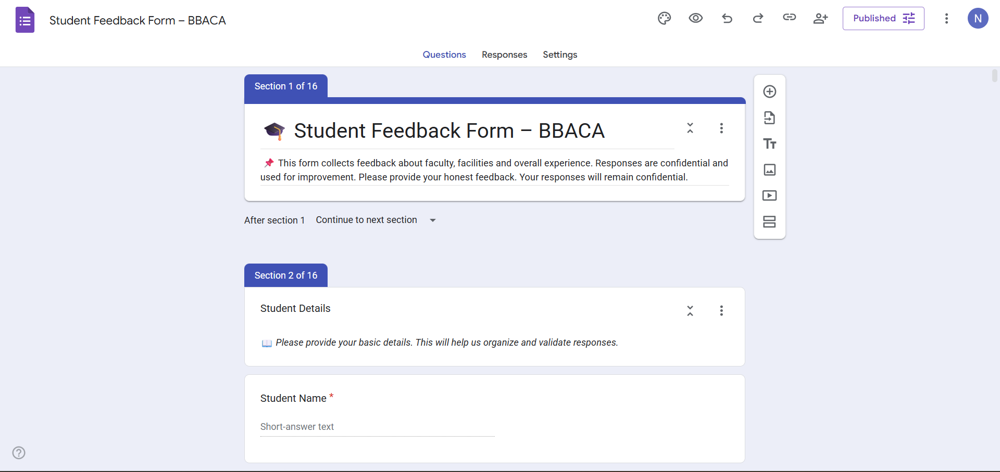 Student Feedback Form – BBACA
Published
N
Questions
Responses
Settings
Section 1 of 16
🎓 Student Feedback Form – BBACA
📌 This form collects feedback about faculty, facilities and overall experience. Responses are confidential and
used for improvement. Please provide your honest feedback. Your responses will remain confidential.
Tt
After section 1 Continue to next section
Section 2 of 16
Student Details
📖 Please provide your basic details. This will help us organize and validate responses.
Student Name *
Short-answer text